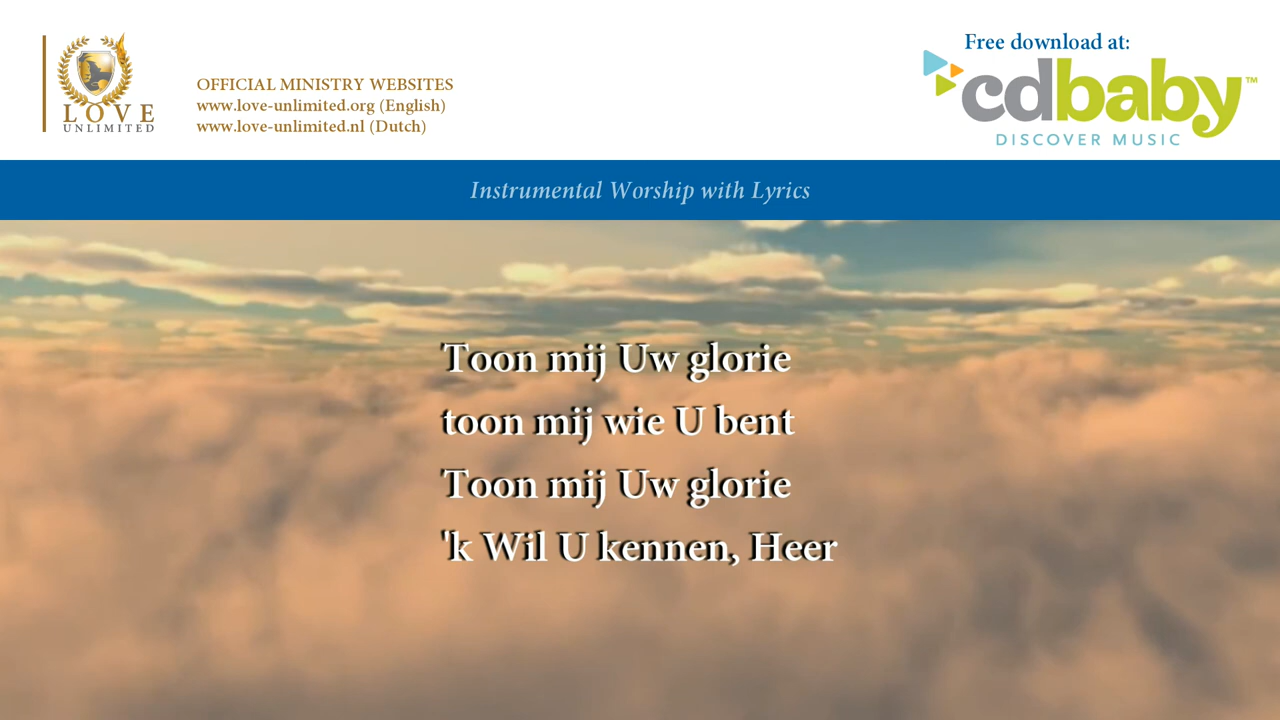 LOVE
UNLIMITED
OFFICIAL MINISTRY WEBSITES
www.love-unlimited.org (English)
www.love-unlimited.nl (Dutch)
Free download at:
cdbaby™
DISCOVER MUSIC
Instrumental Worship with Lyrics
Toon mij Uw glorie
toon mij wie U bent
Toon mij Uw glorie
'k Wil U kennen, Heer